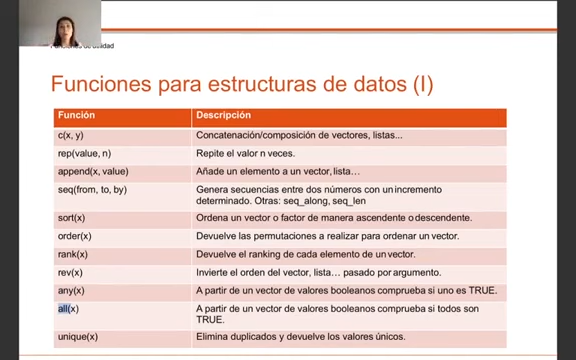 Funciones de utilidad
Funciones para estructuras de datos (I)
Función Descripción
c(x, y) Concatenación/composición de vectores, listas...
rep(value, n) Repite el valor n veces.
append(x, value) Añade un elemento a un vector, lista…
seq(from, to, by) Genera secuencias entre dos números con un incremento
determinado. Otras: seq_along, seq_len
sort(x) Ordena un vector o factor de manera ascendente o descendente.
order(x) Devuelve las permutaciones a realizar para ordenar un vector.
rank(x) Devuelve el ranking de cada elemento de un vector.
rev(x) Invierte el orden del vector, lista… pasado por argumento.
any(x) A partir de un vector de valores booleanos comprueba si uno es TRUE.
all(x) A partir de un vector de valores booleanos comprueba si todos son
TRUE.
unique(x) Elimina duplicados y devuelve los valores únicos.